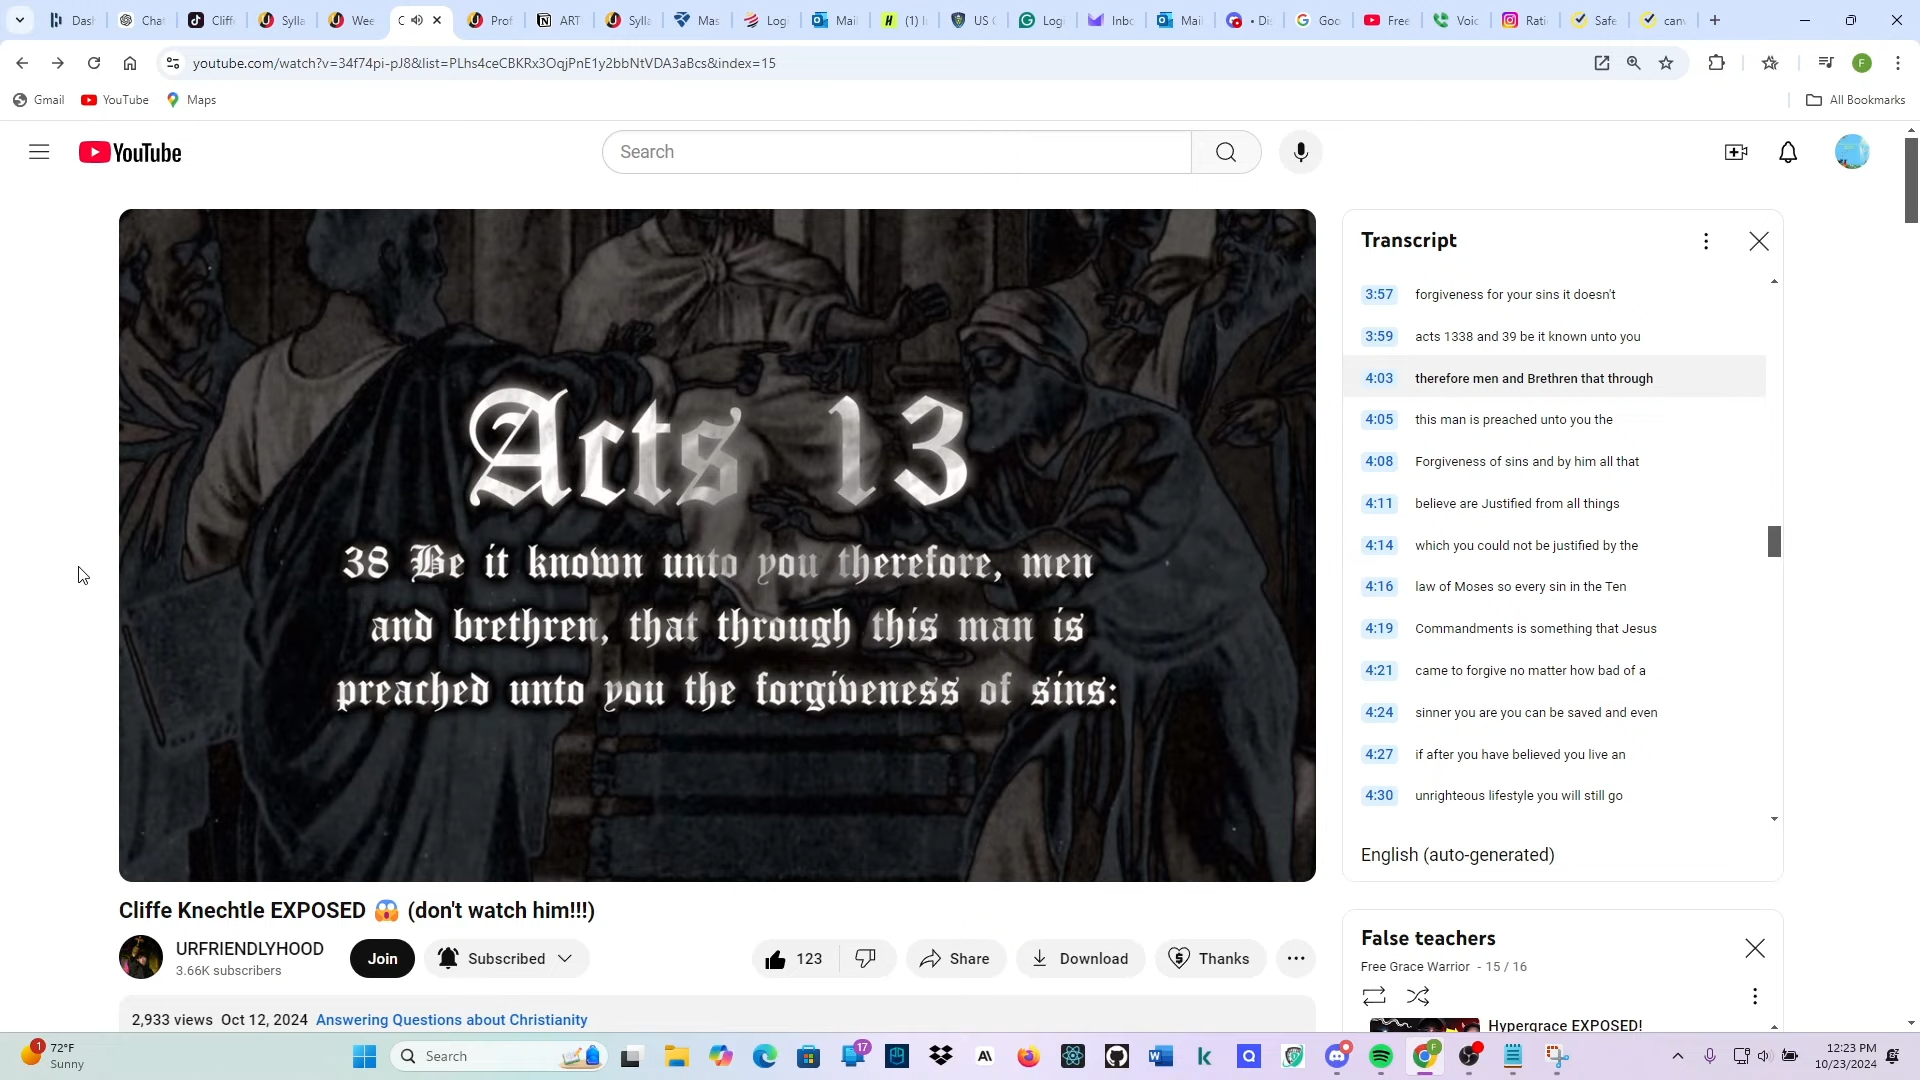 Dash
Chat
Cliffe
Sylla
Wee
C
Prof
ART
Sylla
Mas
Log
Mail
(1) I
US C
Logi
Inbo
Mail
• Dis
Goo
Free
Voic
Rati
Safe
can
youtube.com/watch?v=34f74pi-pJ8&list=PLhs4ceCBKRx3OqjPnE1y2bbNtVDA3aBcs&index=15
F
Gmail
YouTube
Maps
All Bookmarks
YouTube
Search
Acts 13
38 Be it known unto you therefore, men
and brethren, that through this man is
preached unto you the forgiveness of sins:
Transcript
3:57 forgiveness for your sins it doesn't
3:59 acts 1338 and 39 be it known unto you
4:03 therefore men and Brethren that through
4:05 this man is preached unto you the
4:08 Forgiveness of sins and by him all that
4:11 believe are Justified from all things
4:14 which you could not be justified by the
4:16 law of Moses so every sin in the Ten
4:19 Commandments is something that Jesus
4:21 came to forgive no matter how bad of a
4:24 sinner you are you can be saved and even
4:27 if after you have believed you live an
4:30 unrighteous lifestyle you will still go
English (auto-generated)
Cliffe Knechtle EXPOSED 😱 (don't watch him!!!)
URFRIENDLYHOOD
3.66K subscribers
Join
Subscribed
123
Share
Download
Thanks
2,933 views Oct 12, 2024 Answering Questions about Christianity
False teachers
Free Grace Warrior - 15 / 16
Hypergrace EXPOSED!
1
72°F
Sunny
Search
17
12:23 PM
10/23/2024